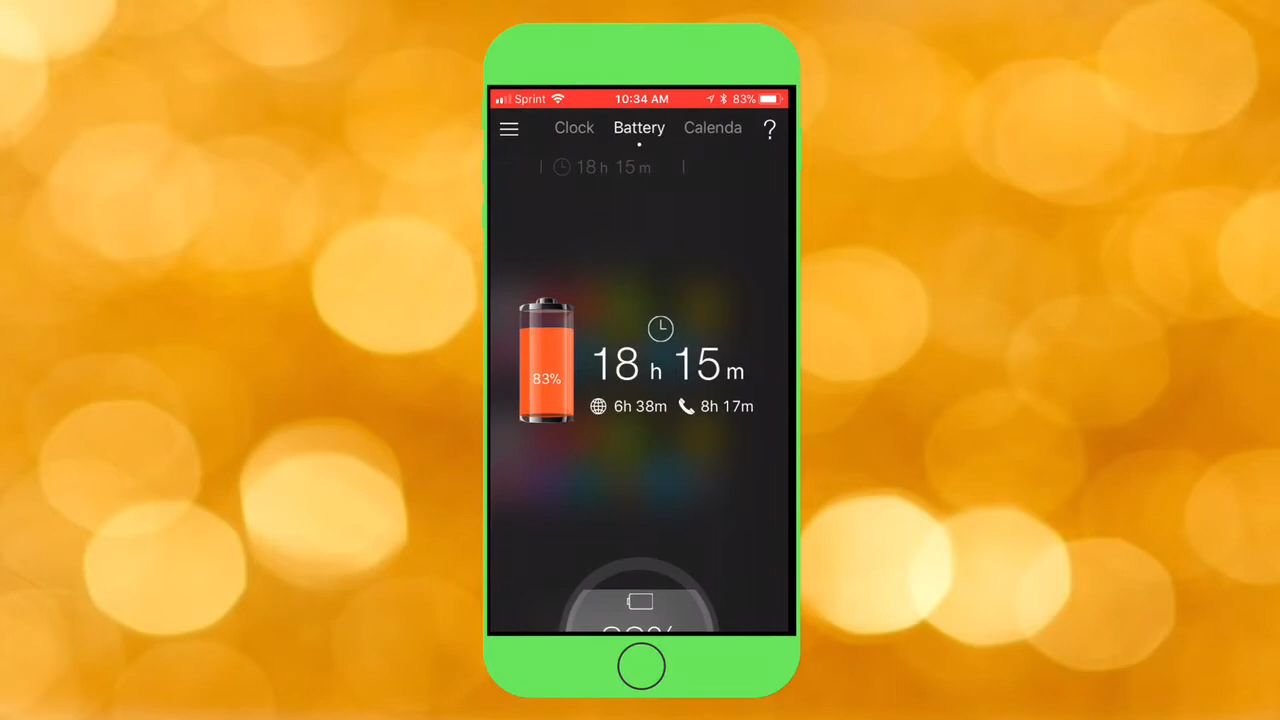 Sprint 10:34 AM 83%
Clock Battery Calenda ?
18 h 15 m
83%
18 h 15 m
6h 38m 8h 17m